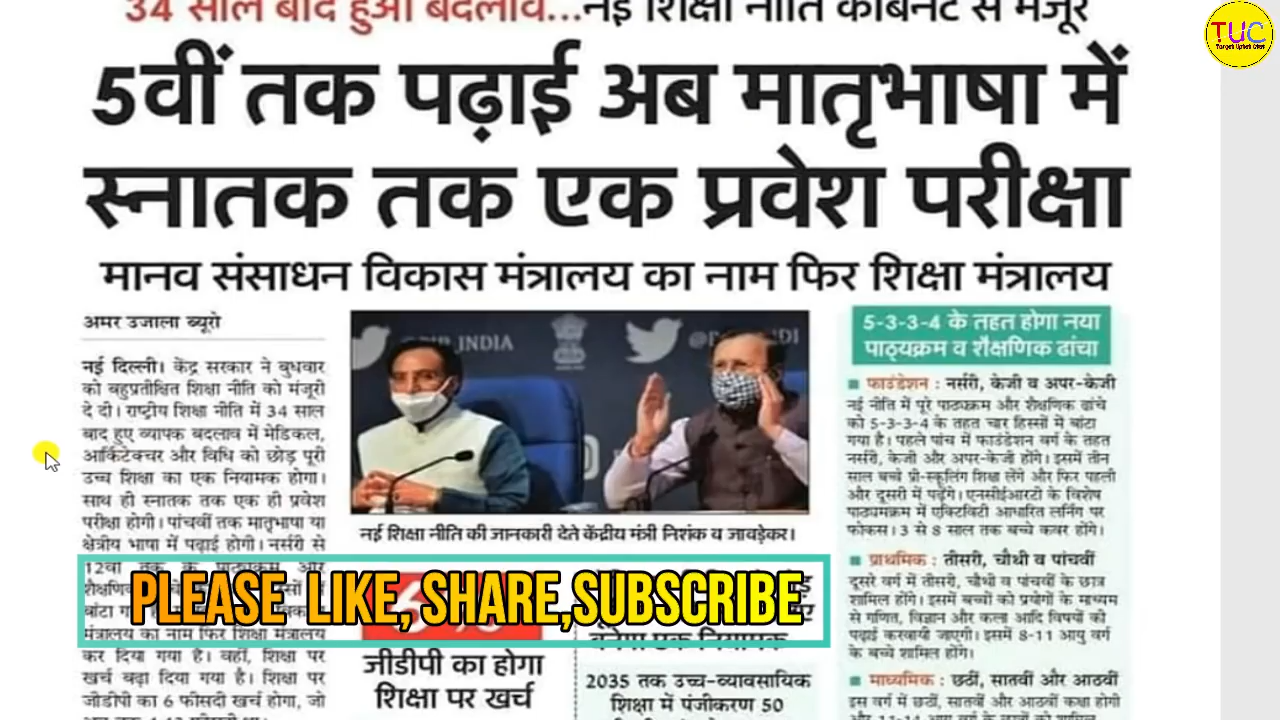 34 साल बाद हुआ बदलाव...नई शिक्षा नीति कैबिनेट से मंजूर
TUC
5वीं तक पढ़ाई अब मातृभाषा में
स्नातक तक एक प्रवेश परीक्षा
मानव संसाधन विकास मंत्रालय का नाम फिर शिक्षा मंत्रालय
अमर उजाला ब्यूरो
नई दिल्ली। केंद्र सरकार ने बुधवार
को बहुप्रतीक्षित शिक्षा नीति को मंजूरी
दे दी। राष्ट्रीय शिक्षा नीति में 34 साल
बाद हुए व्यापक बदलाव में मेडिकल,
आर्किटेक्चर और विधि को छोड़ पूरी
उच्च शिक्षा का एक नियामक होगा।
साथ ही स्नातक तक एक ही प्रवेश
परीक्षा होगी। पांचवीं तक मातृभाषा या
क्षेत्रीय भाषा में पढ़ाई होगी। नर्सरी से
12वीं तक के पाठ्यक्रम और
बांटा
मंत्रालय का नाम फिर शिक्षा मंत्रालय
कर दिया गया है। वहीं, शिक्षा पर
खर्च बढ़ा दिया गया है। शिक्षा पर
जीडीपी का 6 फीसदी खर्च होगा, जो
INDIA
नई शिक्षा नीति की जानकारी देते केंद्रीय मंत्री निशंक व जावड़ेकर।
PLEASE LIKE, SHARE,SUBSCRIBE
जीडीपी का होगा
शिक्षा पर खर्च
2035 तक उच्च-व्यावसायिक
शिक्षा में पंजीकरण 50
5-3-3-4 के तहत होगा नया
पाठ्यक्रम व शैक्षणिक ढांचा
फाउंडेशन : नर्सरी, केजी व अपर-केजी
नई नीति में पूरे पाठ्यक्रम और शैक्षणिक ढांचे
को 5-3-3-4 के तहत चार हिस्सों में बांटा
गया है। पहले पांच में फाउंडेशन वर्ग के तहत
नर्सरी, केजी और अपर-केजी होंगे। इसमें तीन
साल बच्चे प्री-स्कूलिंग शिक्षा लेंगे और फिर पहली
और दूसरी में पढ़ेंगे। एनसीईआरटी के विशेष
पाठ्यमक्रम में एक्टिविटी आधारित लर्निंग पर
फोकस। 3 से 8 साल तक बच्चे कवर होंगे।
प्राथमिक : तीसरी, चौथी व पांचवीं
दूसरे वर्ग में तीसरी, चौथी व पांचवीं के छात्र
शामिल होंगे। इसमें बच्चों को प्रयोगों के माध्यम
से गणित, विज्ञान और कला आदि विषयों की
पढ़ाई करवायी जाएगी। इसमें 8-11 आयु वर्ग
के बच्चे शामिल होंगे।
माध्यमिक : छठीं, सातवीं और आठवीं
इस वर्ग में छठीं, सातवीं और आठवीं कक्षा होगी